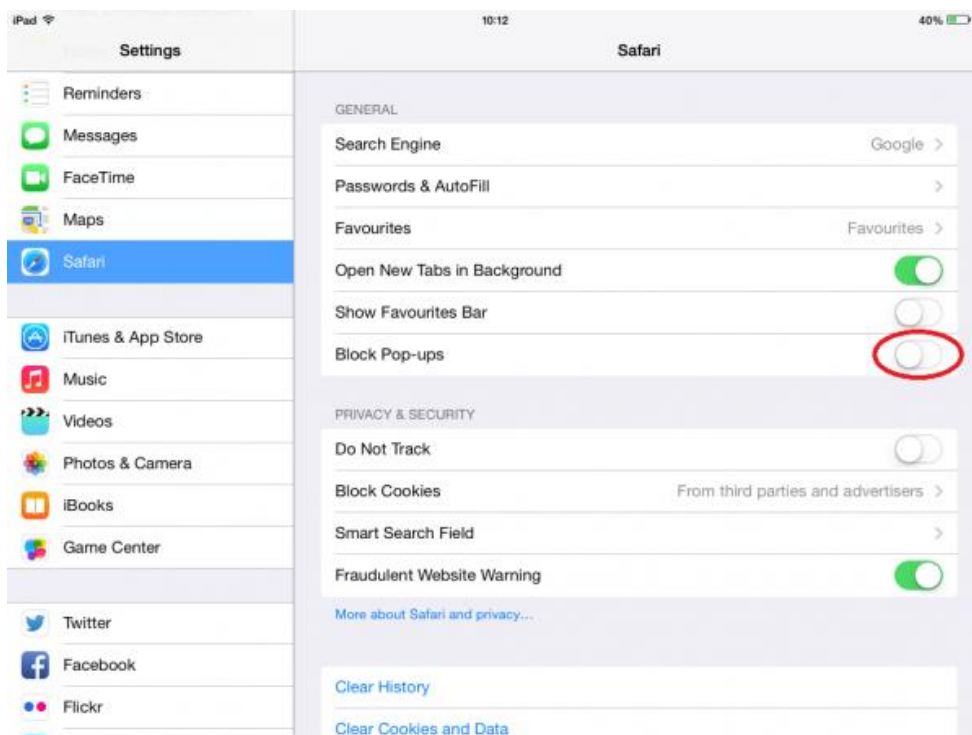 iPad 10:12 40%
Settings
Reminders
Messages
FaceTime
Maps
Safari
iTunes & App Store
Music
Videos
Photos & Camera
iBooks
Game Center
Twitter
Facebook
Flickr
Safari
GENERAL
Search Engine Google >
Passwords & AutoFill >
Favourites Favourites >
Open New Tabs in Background
Show Favourites Bar
Block Pop-ups
PRIVACY & SECURITY
Do Not Track
Block Cookies From third parties and advertisers >
Smart Search Field >
Fraudulent Website Warning
More about Safari and privacy...
Clear History
Clear Cookies and Data